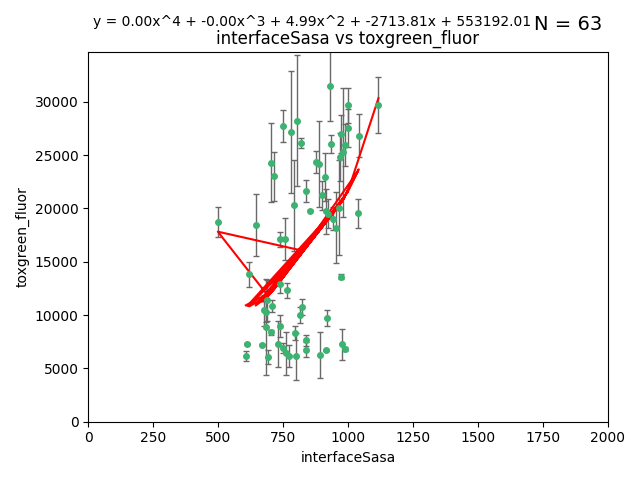 y = 0.00x^4 + -0.00x^3 + 4.99x^2 + -2713.81x + 553192.01 N = 63
interfaceSasa vs toxgreen_fluor
30000
25000
20000
15000
10000
5000
0
toxgreen_fluor
0 250 500 750 1000 1250 1500 1750 2000
interfaceSasa